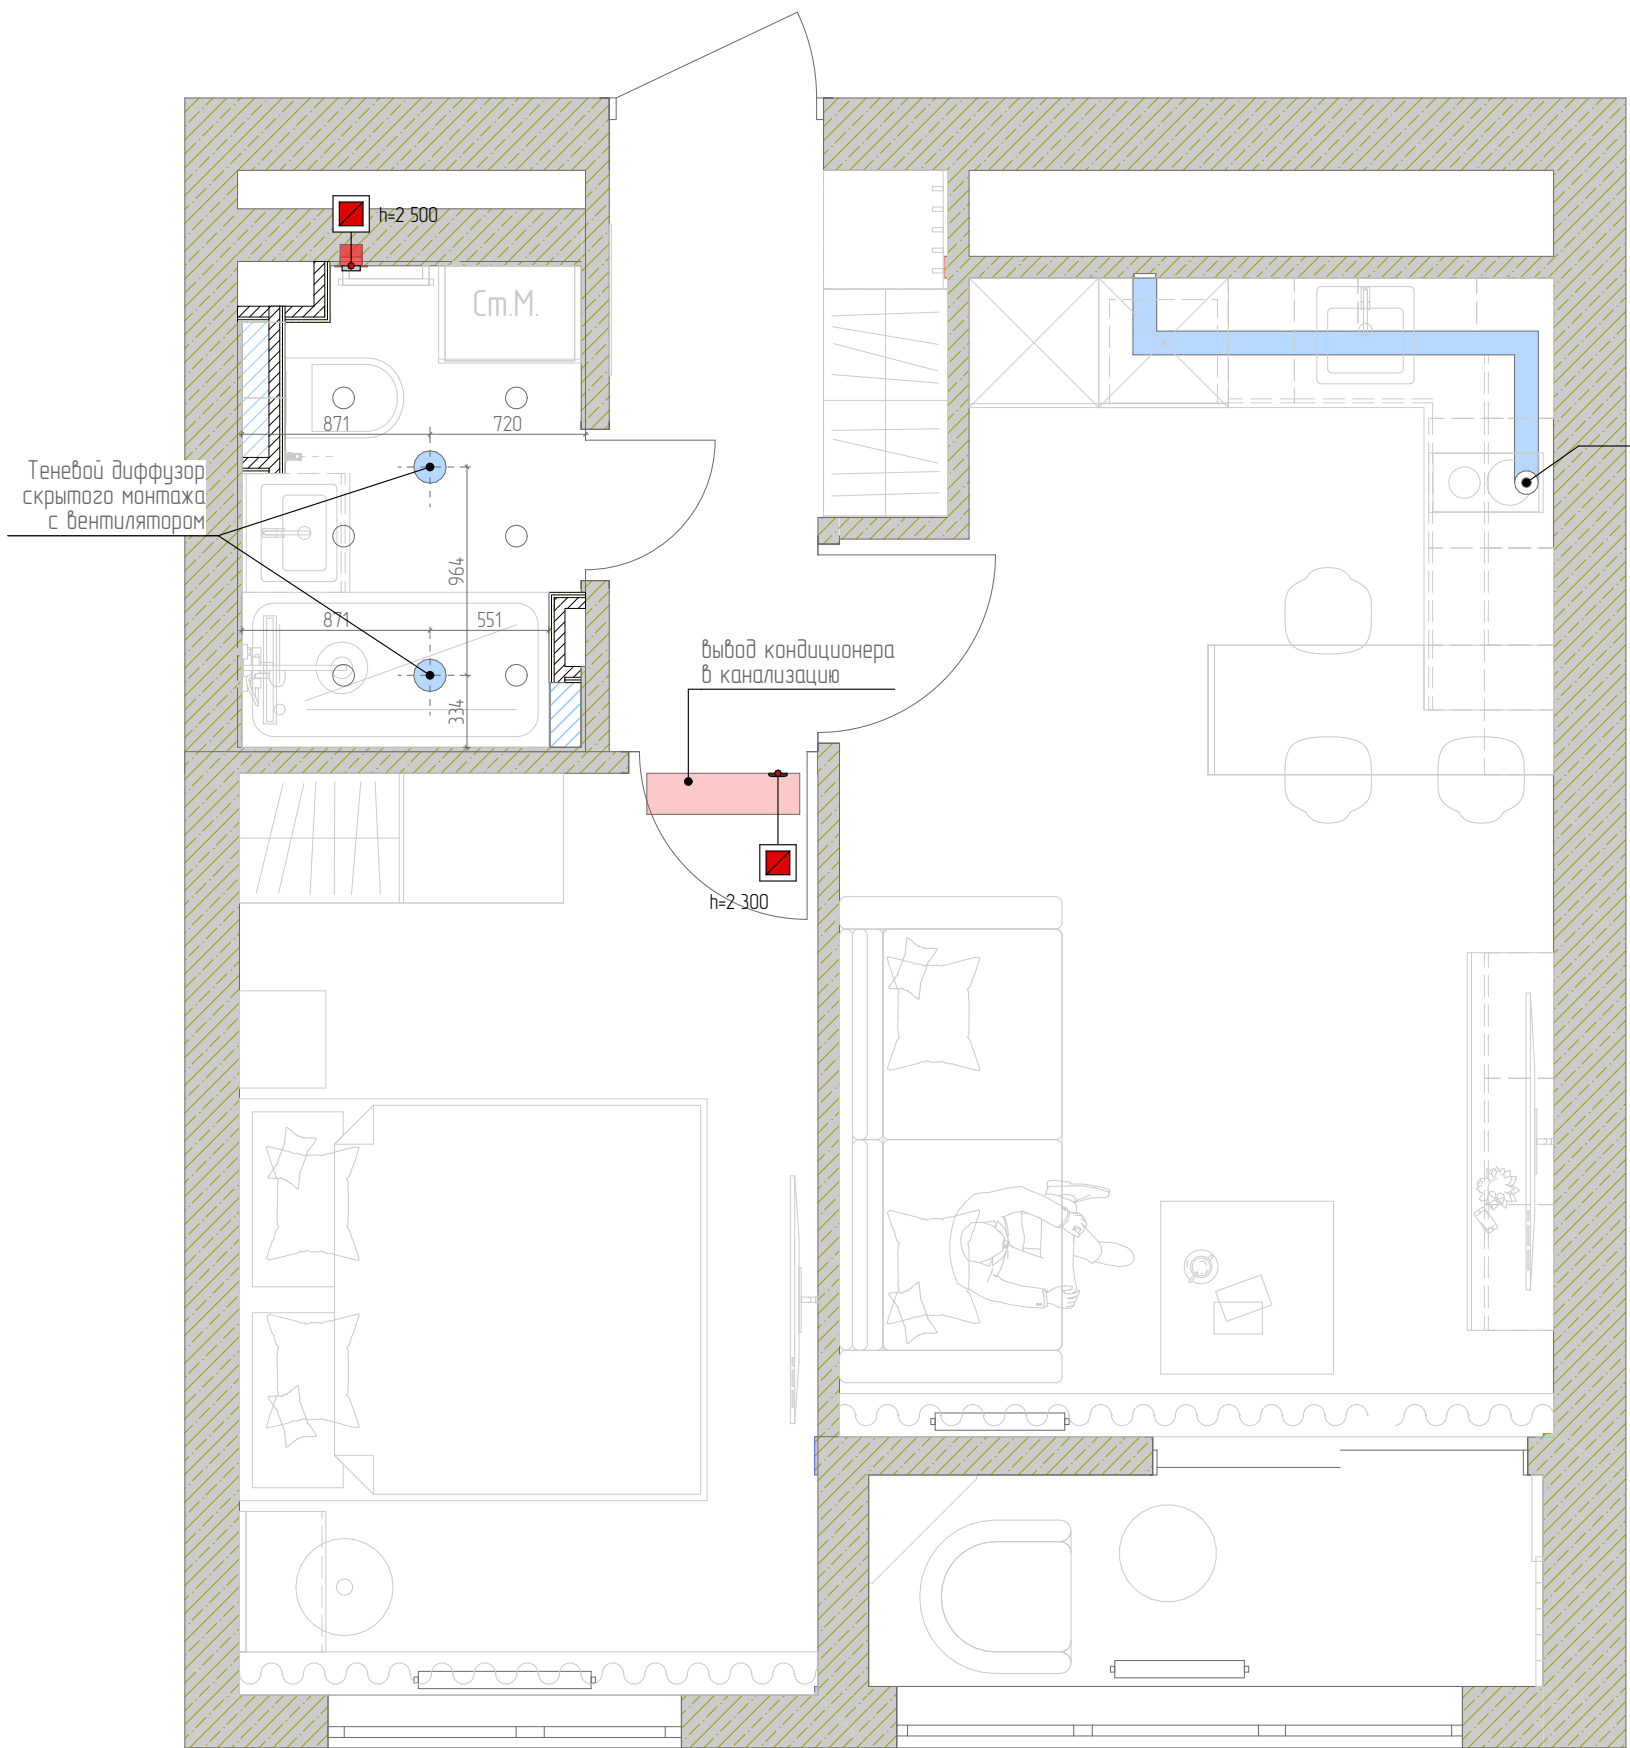 h=2 500
Ст.М.
871
720
Теневой диффузор
скрытого монтажа
с вентилятором
964
871
551
вывод кондиционера
в канализацию
334
h=2 300